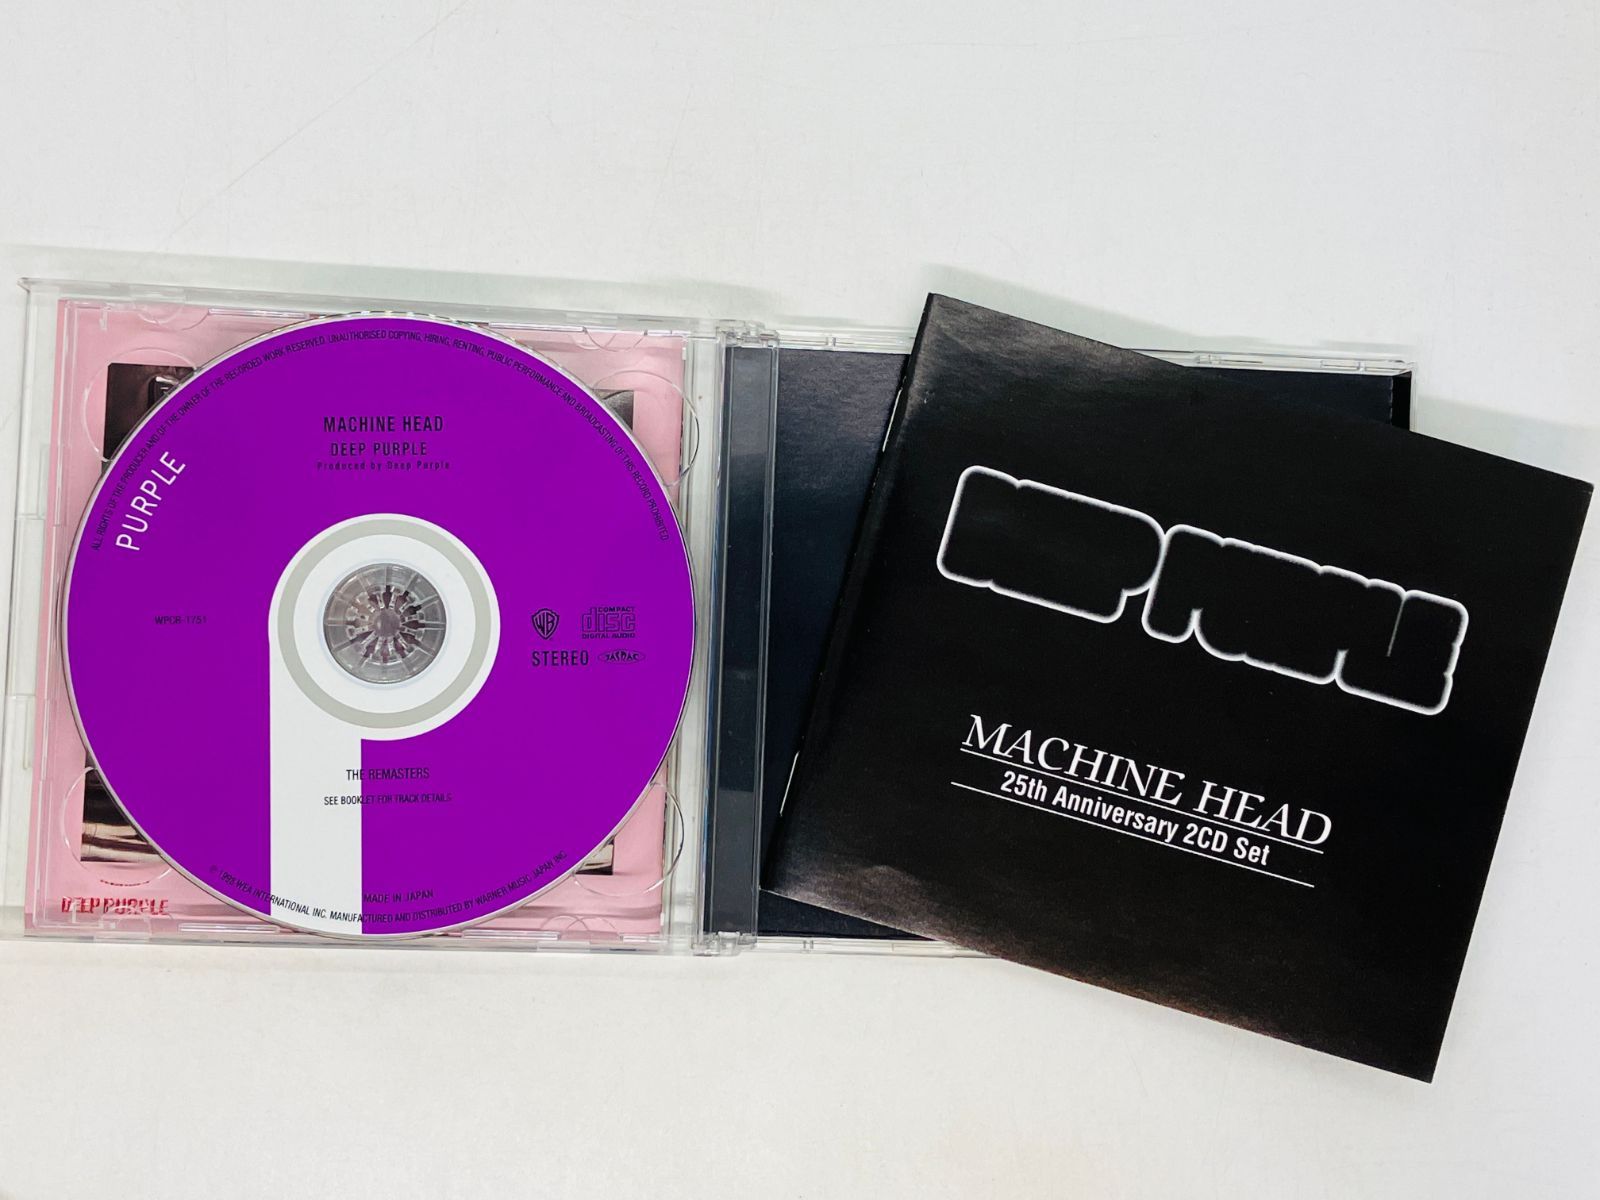 ALL RIGHTS OF THE PRODUCER AND OF THE OWNER OF THE RECORDED WORK RESERVED. UNAUTHORISED COPYING, HIRING, RENTING, PUBLIC PERFORMANCE AND BROADCASTING OF THIS RECORD PROHIBITED
PURPLE
MACHINE HEAD
DEEP PURPLE
Produced by Deep Purple
WPCR-1751
WB
COMPACT
disc
DIGITAL AUDIO
STEREO
JASRAC
THE REMASTERS
SEE BOOKLET FOR TRACK DETAILS
MADE IN JAPAN
WEA INTERNATIONAL INC. MANUFACTURED AND DISTRIBUTED BY WARNER MUSIC JAPAN INC.
DEEP PURPLE
DEEP PURPLE
MACHINE HEAD
25th Anniversary 2CD Set